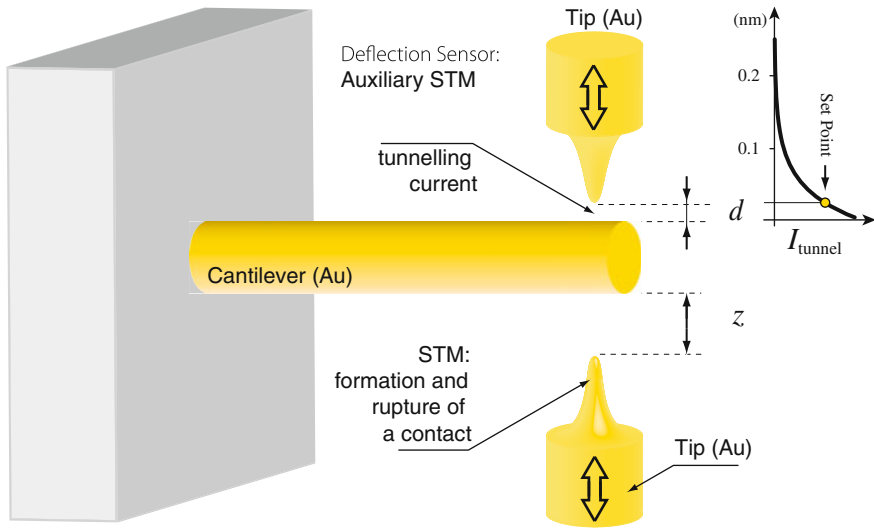 Tip (Au)
Deflection Sensor:
Auxiliary STM
tunnelling
current
d
Cantilever (Au)
z
STM:
formation and
rupture of
a contact
Tip (Au)
(nm)
0.2
0.1
Set Point
I tunnel